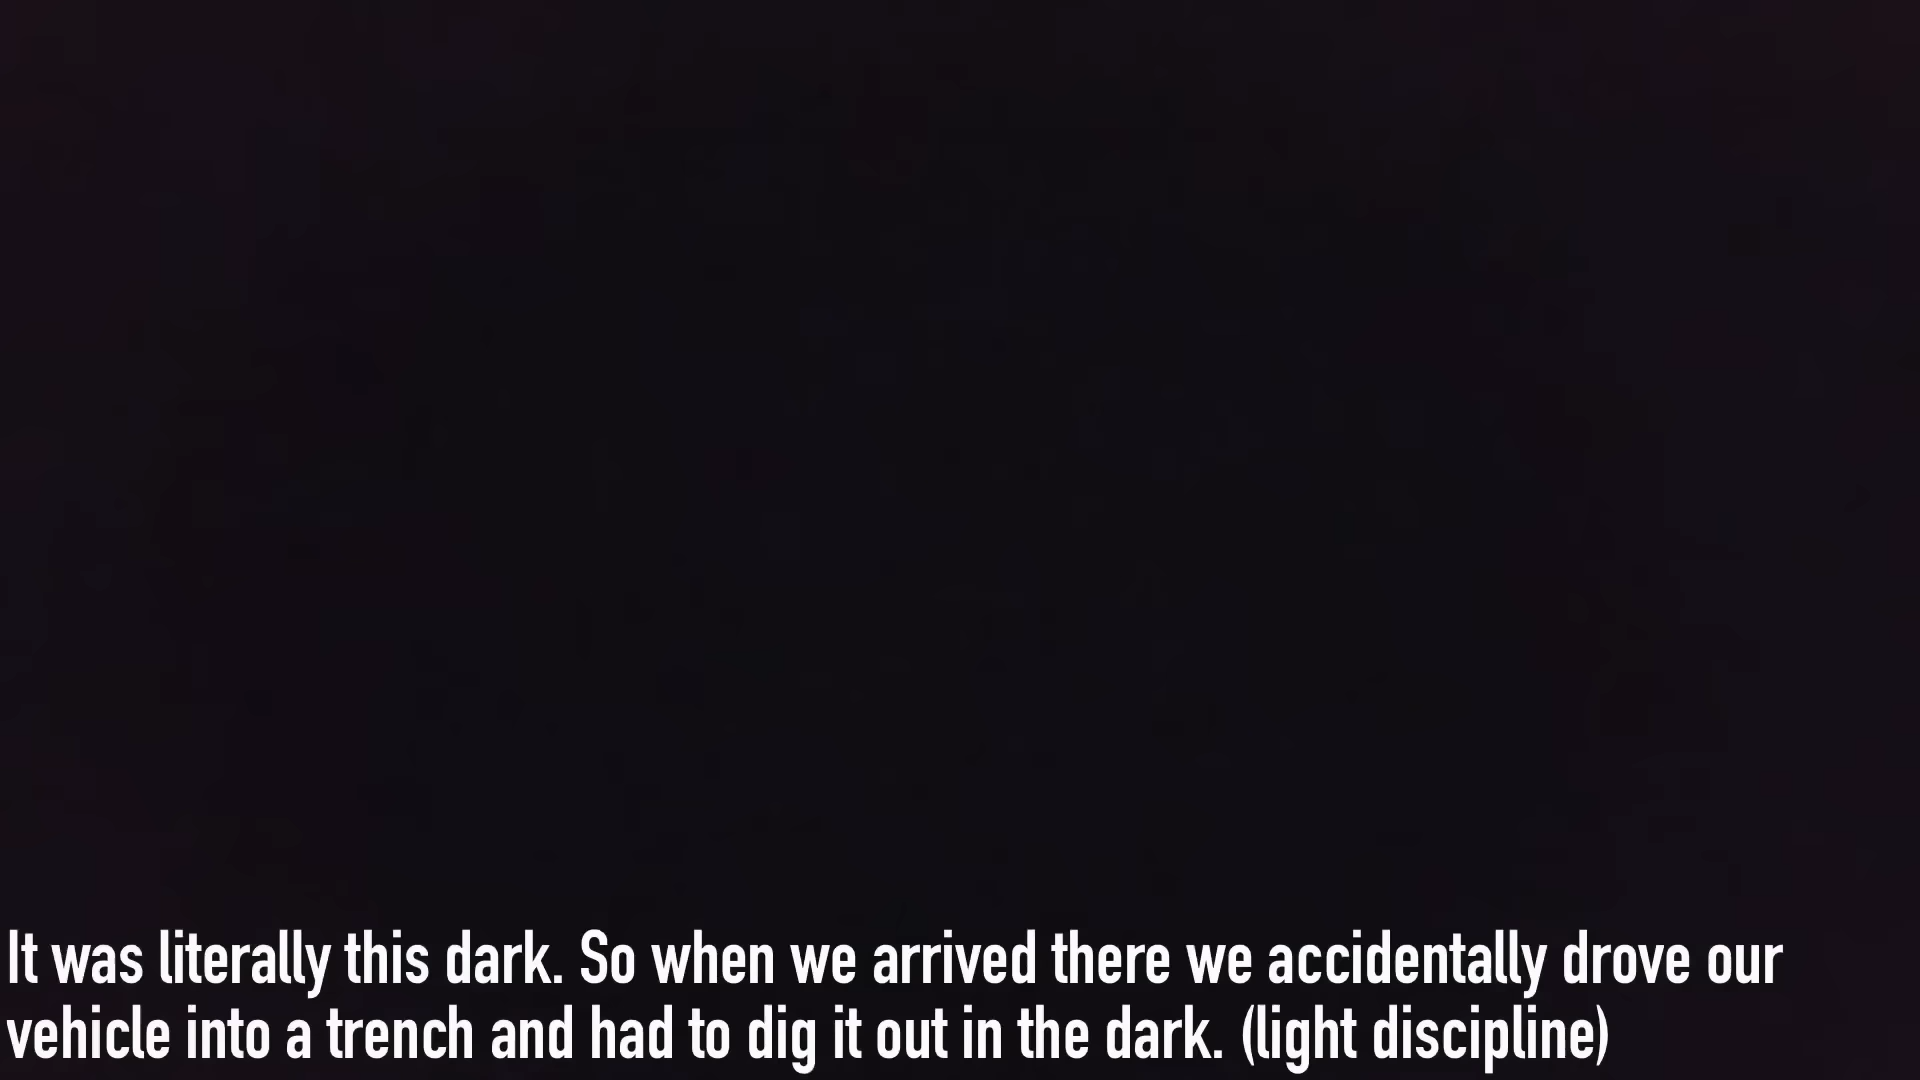 It was literally this dark. So when we arrived there we accidentally drove our
vehicle into a trench and had to dig it out in the dark. (light discipline)